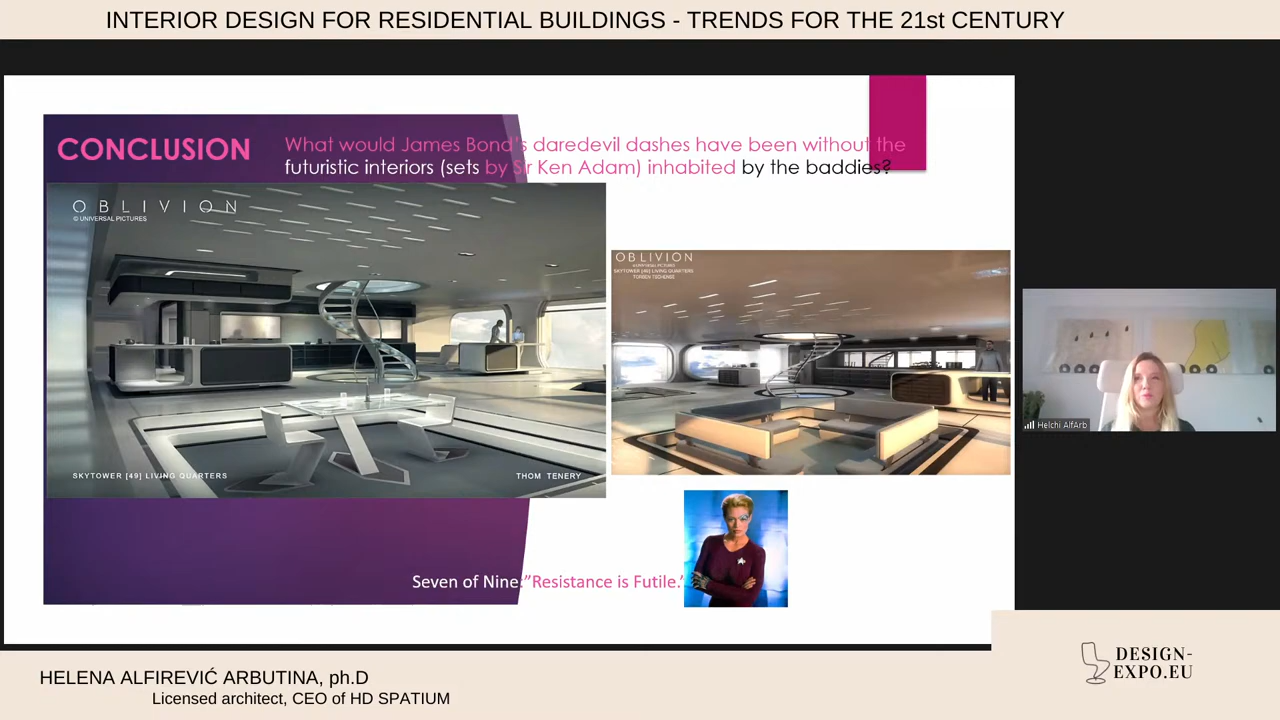 INTERIOR DESIGN FOR RESIDENTIAL BUILDINGS - TRENDS FOR THE 21st CENTURY
CONCLUSION
What would James Bond's daredevil dashes have been without the
futuristic interiors (sets by Sir Ken Adam) inhabited by the baddies?
OBLIVION
© UNIVERSAL PICTURES
SKYTOWER [49] LIVING QUARTERS
THOM TENERY
OBLIVION
SKYTOWER [49] LIVING QUARTERS
Helchi AlfArb
Seven of Nine:"Resistance is Futile."
HELENA ALFIREVIĆ ARBUTINA, ph.D
Licensed architect, CEO of HD SPATIUM
DESIGN-
EXPO.EU